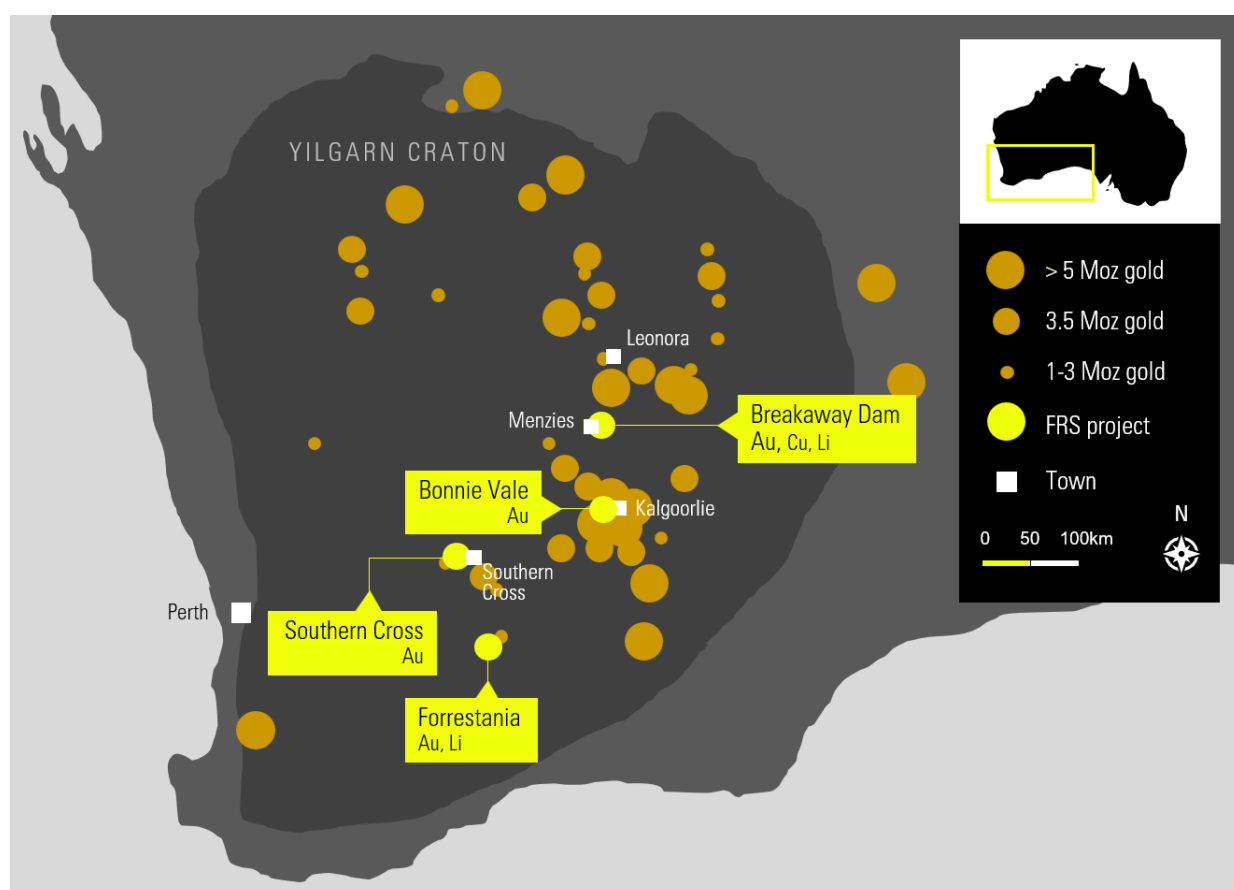 YILGARN CRATON
Leonora
Menzies
Breakaway Dam
Au, Cu, Li
Bonnie Vale
Au
Kalgoorlie
Southern
Cross
Perth
Southern Cross
Au
Forrestania
Au, Li
> 5 Moz gold
3.5 Moz gold
1-3 Moz gold
FRS project
Town
N
0 50 100km